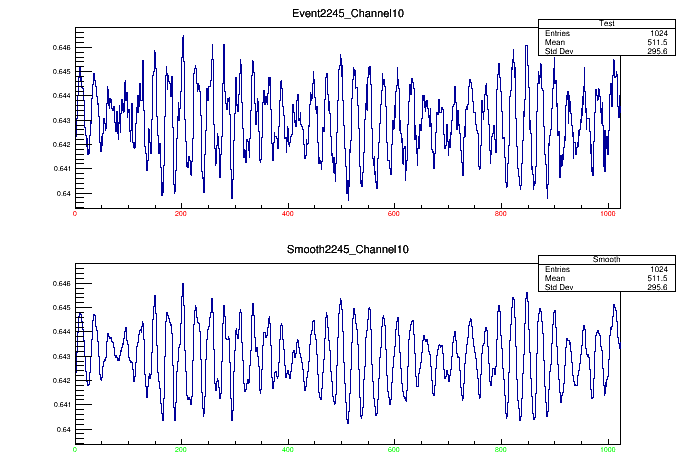 Event2245_Channel10
Test
Entries 1024
Mean 511.5
Std Dev 295.6
0.646
0.645
0.644
0.643
0.642
0.641
0.64
0 200 400 600 800 1000
Smooth2245_Channel10
Smooth
Entries 1024
Mean 511.5
Std Dev 295.6
0.646
0.645
0.644
0.643
0.642
0.641
0.64
0 200 400 600 800 1000